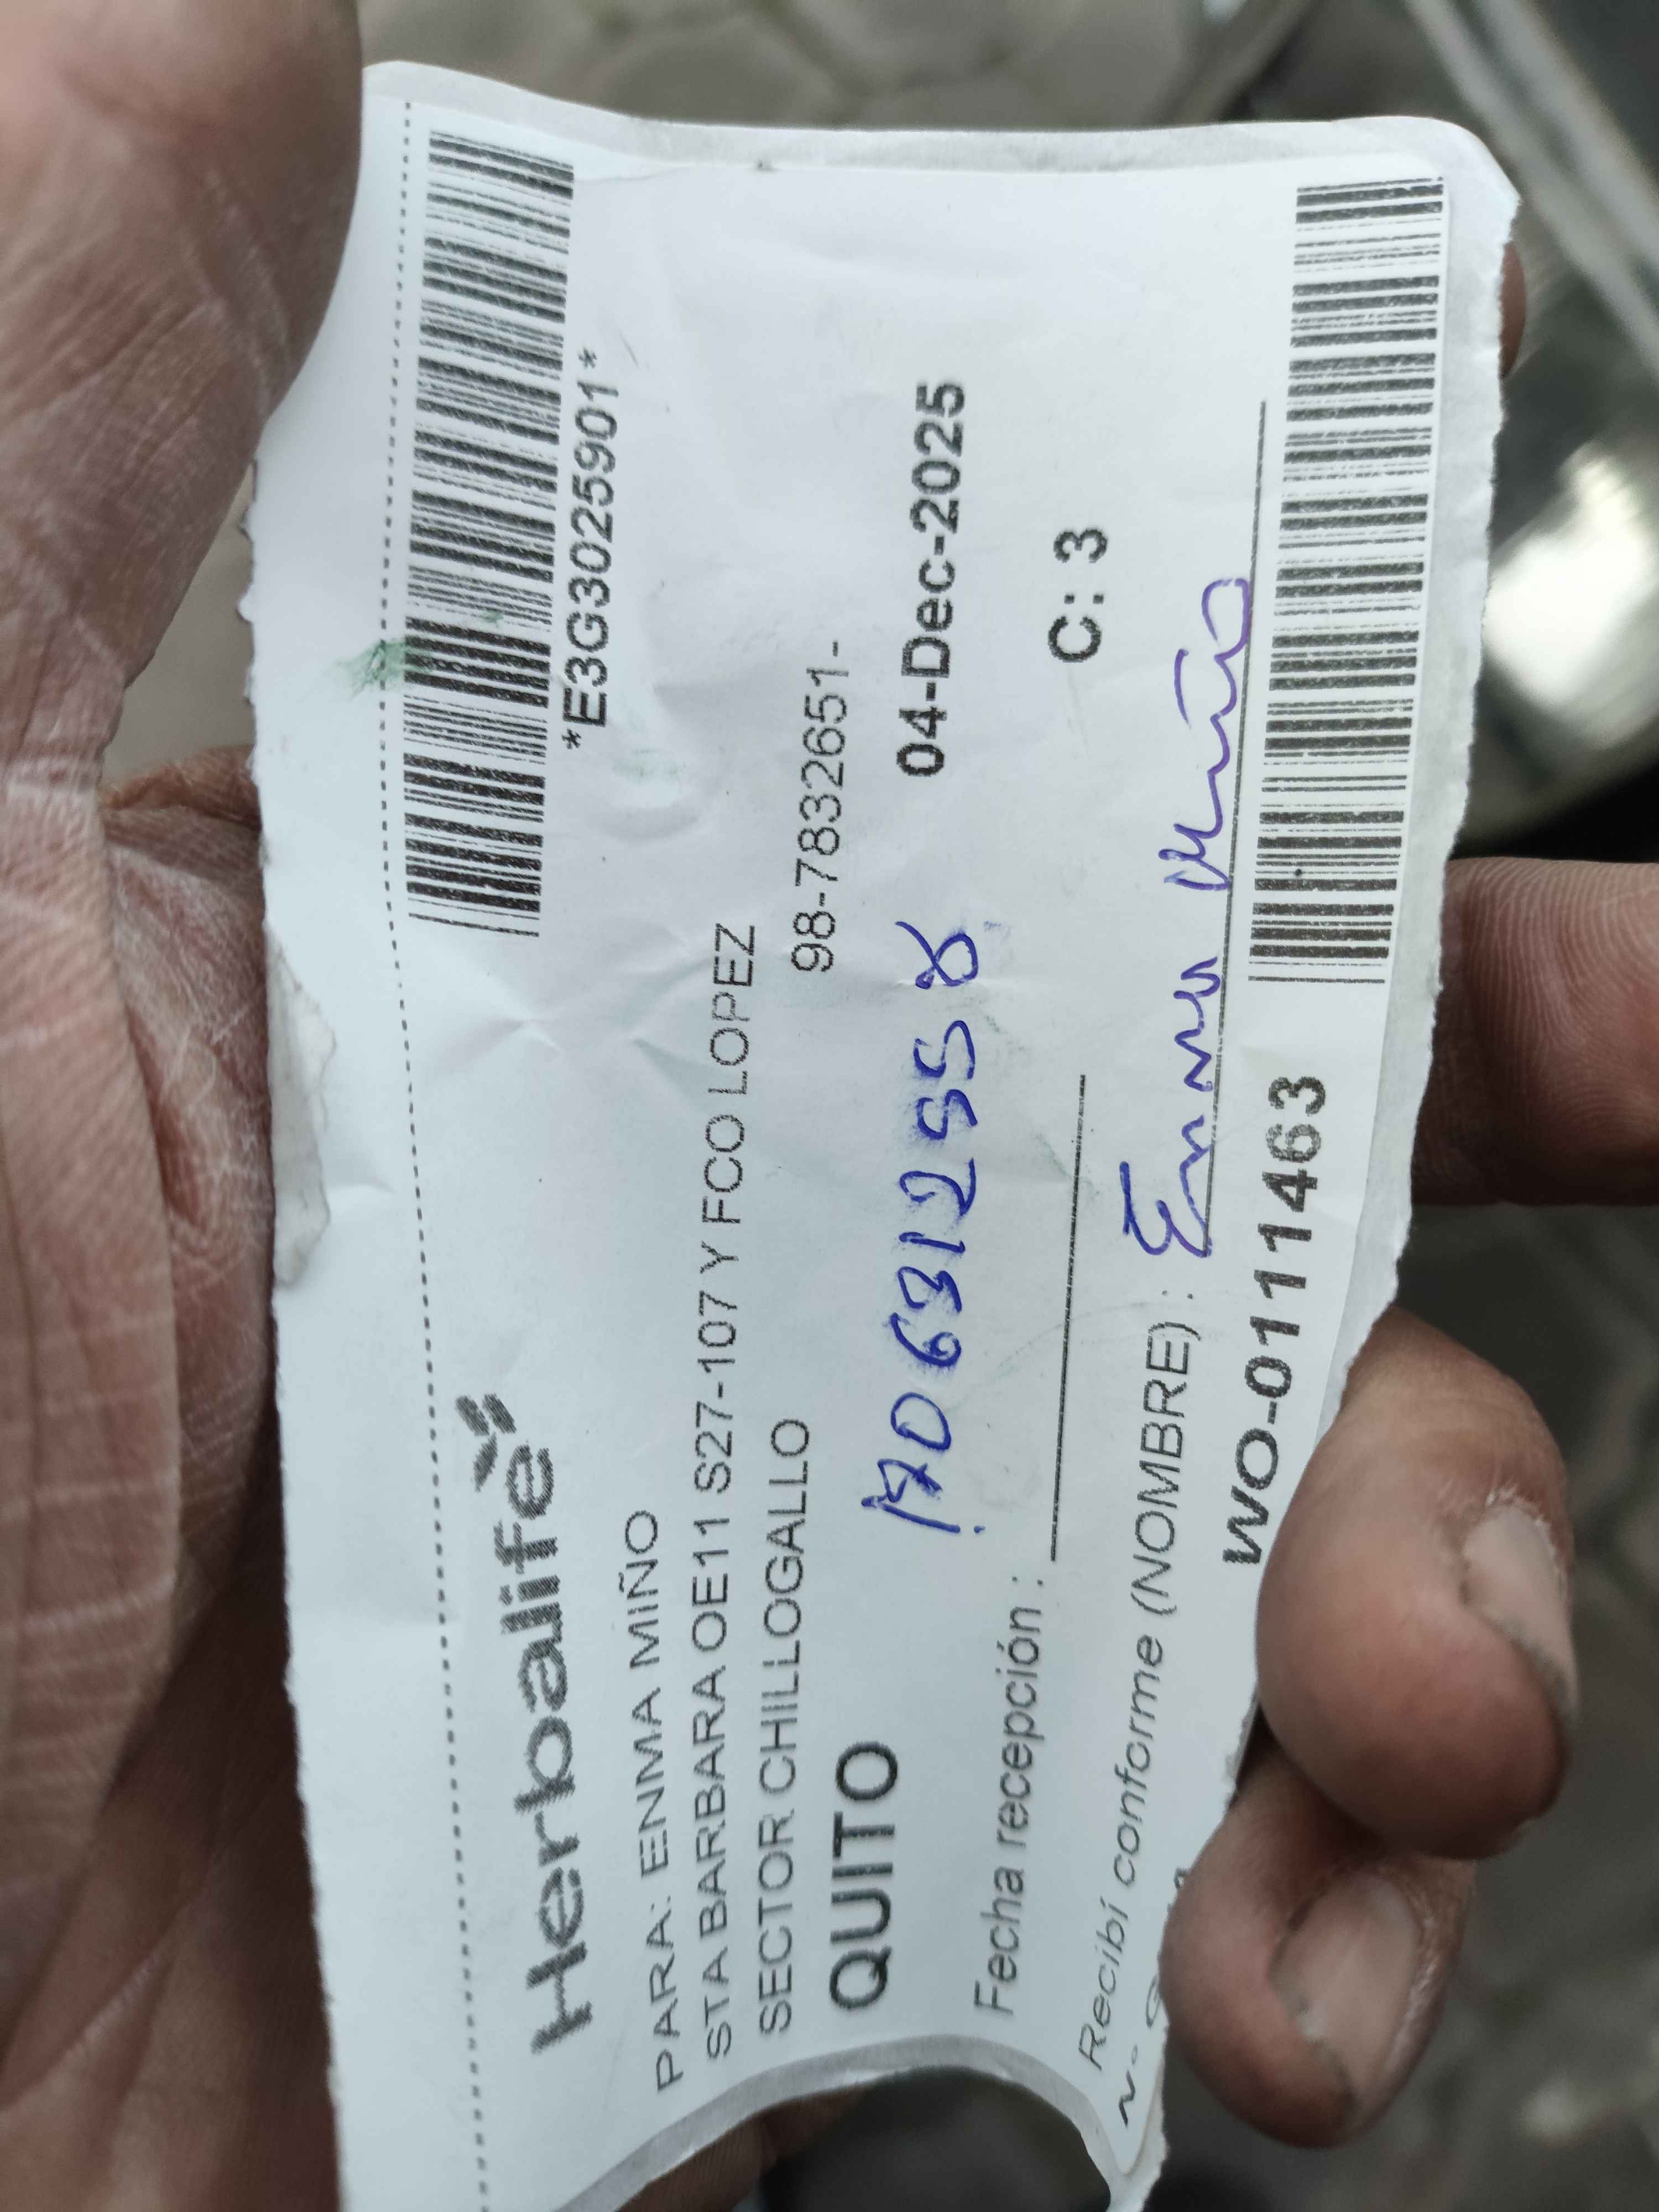 *E3G3025901*
Herbalife
PARA: ENMA MIÑO
STA BARBARA OE11 S27-107 Y FCO LOPEZ
SECTOR CHILLOGALLO 98-7832651-
QUITO 04-Dec-2025
1706312558
Fecha recepción : C: 3
Recibí conforme (NOMBRE) : Enma Miño
WO-0111463